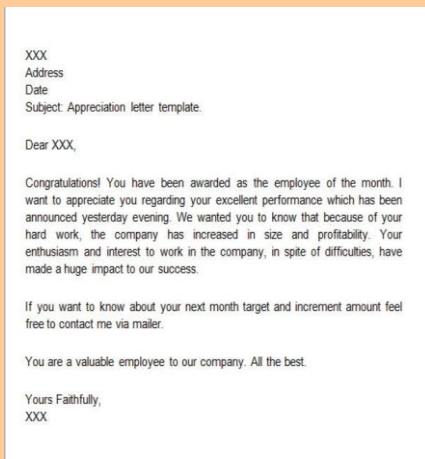 XXX
Address
Date
Subject: Appreciation letter template.
Dear XXX,
Congratulations! You have been awarded as the employee of the month. I
want to appreciate you regarding your excellent performance which has been
announced yesterday evening. We wanted you to know that because of your
hard work, the company has increased in size and profitability. Your
enthusiasm and interest to work in the company, in spite of difficulties, have
made a huge impact to our success.
If you want to know about your next month target and increment amount feel
free to contact me via mailer.
You are a valuable employee to our company. All the best.
Yours Faithfully,
XXX